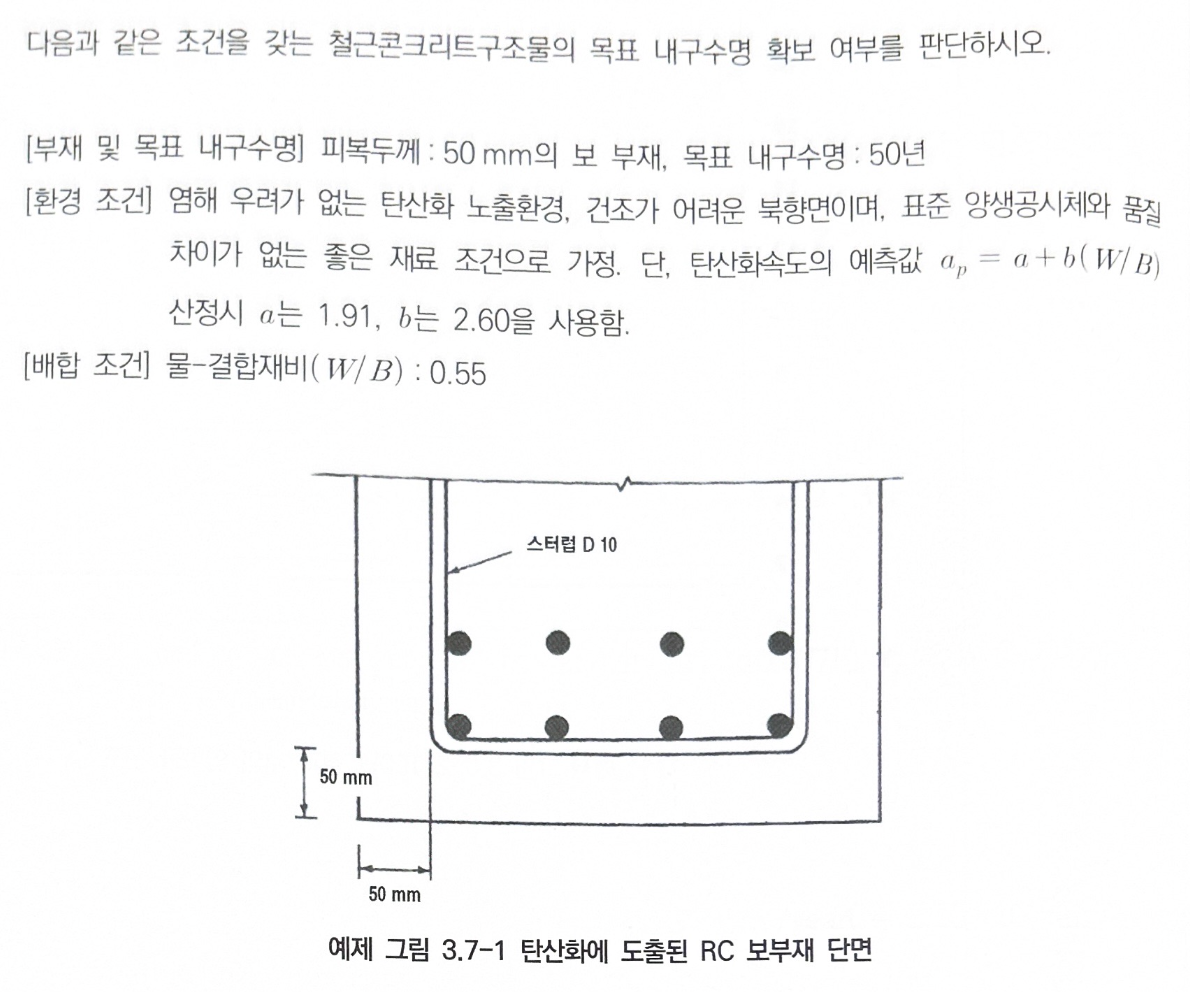 다음과 같은 조건을 갖는 철근콘크리트구조물의 목표 내구수명 확보 여부를 판단하시오.
[부재 및 목표 내구수명] 피복두께 : 50 mm의 보 부재, 목표 내구수명 : 50년
[환경 조건] 염해 우려가 없는 탄산화 노출환경, 건조가 어려운 북향면이며, 표준 양생공시체와 품질
차이가 없는 좋은 재료 조건으로 가정. 단, 탄산화속도의 예측값 a_p = a + b(W/B)
산정시 a는 1.91, b는 2.60을 사용함.
[배합 조건] 물-결합재비(W/B) : 0.55
스터럽 D 10
50 mm
50 mm
예제 그림 3.7-1 탄산화에 도출된 RC 보부재 단면